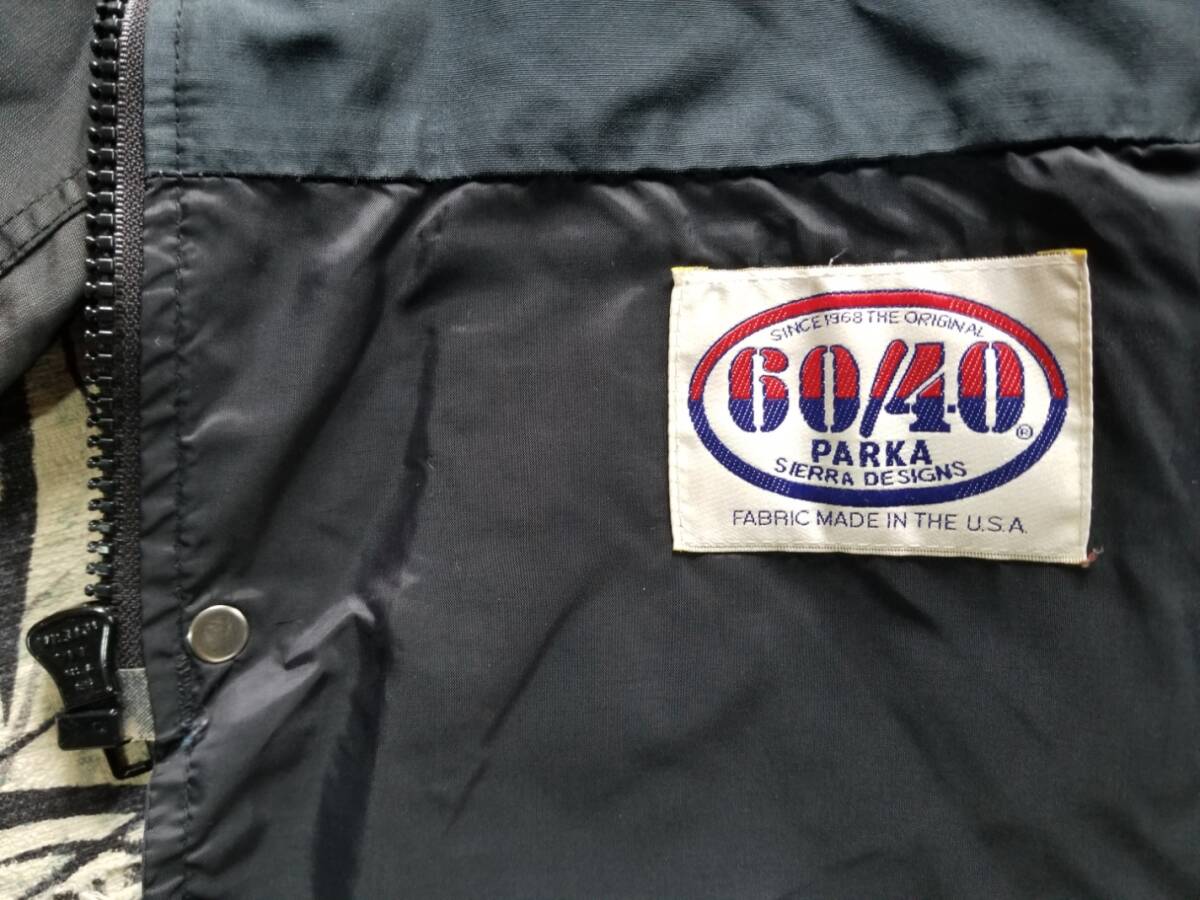 SINCE 1968 THE ORIGINAL
60/40®
PARKA
SIERRA DESIGNS
FABRIC MADE IN THE U.S.A.